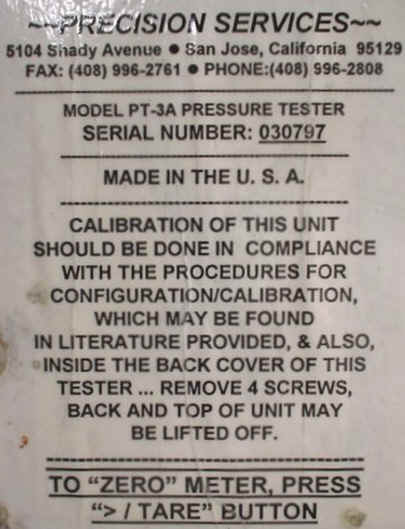 ~~PRECISION SERVICES~~
5104 Shady Avenue ● San Jose, California 95129
FAX: (408) 996-2761 ● PHONE:(408) 996-2808
MODEL PT-3A PRESSURE TESTER
SERIAL NUMBER: 030797
MADE IN THE U. S. A.
CALIBRATION OF THIS UNIT
SHOULD BE DONE IN COMPLIANCE
WITH THE PROCEDURES FOR
CONFIGURATION/CALIBRATION,
WHICH MAY BE FOUND
IN LITERATURE PROVIDED, & ALSO,
INSIDE THE BACK COVER OF THIS
TESTER ... REMOVE 4 SCREWS,
BACK AND TOP OF UNIT MAY
BE LIFTED OFF.
TO “ZERO” METER, PRESS
“> / TARE” BUTTON